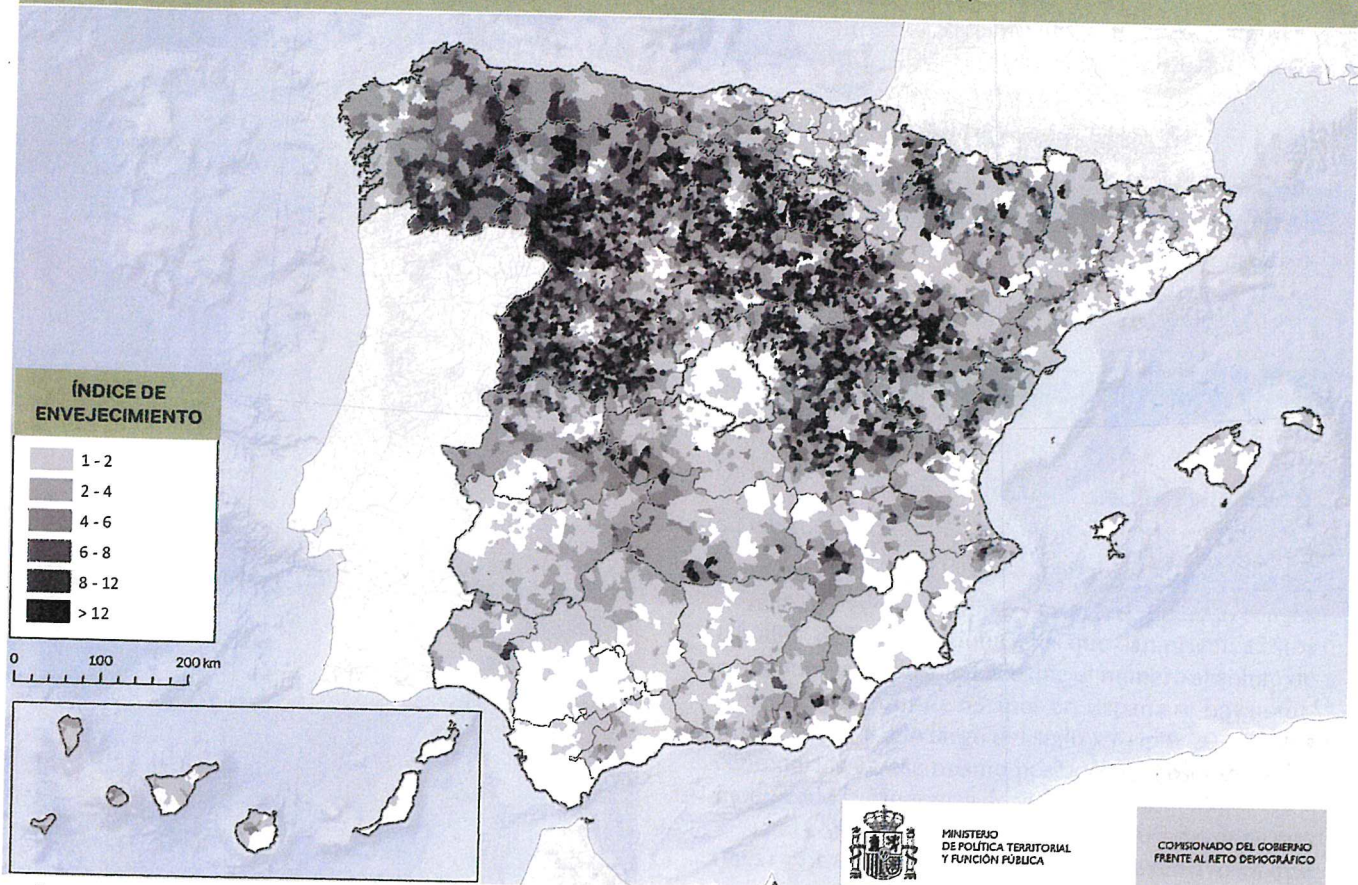 ÍNDICE DE
ENVEJECIMIENTO
1 - 2
2 - 4
4 - 6
6 - 8
8 - 12
> 12
0 100 200 km
MINISTERIO
DE POLÍTICA TERRITORIAL
Y FUNCIÓN PÚBLICA
COMISIONADO DEL GOBIERNO
FRENTE AL RETO DEMOGRÁFICO